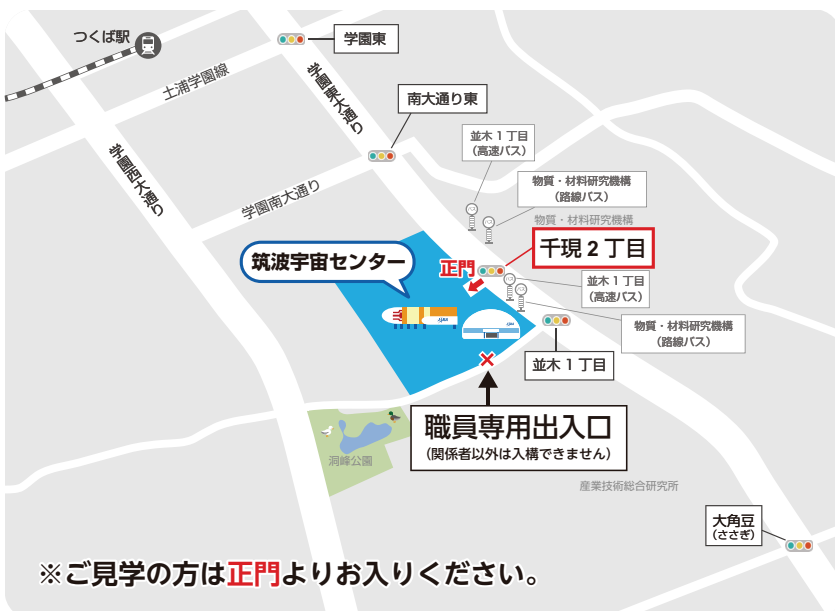 つくば駅
学園東
土浦学園線
学園東大通り
南大通り東
学園西大通り
並木1丁目
（高速バス）
物質・材料研究機構
（路線バス）
学園南大通り
物質・材料研究機構
千現2丁目
筑波宇宙センター
正門
バス
バス
バス
バス
並木1丁目
（高速バス）
物質・材料研究機構
（路線バス）
並木1丁目
職員専用出入口
（関係者以外は入構できません）
洞峰公園
産業技術総合研究所
大角豆
（ささぎ）
※ご見学の方は正門よりお入りください。